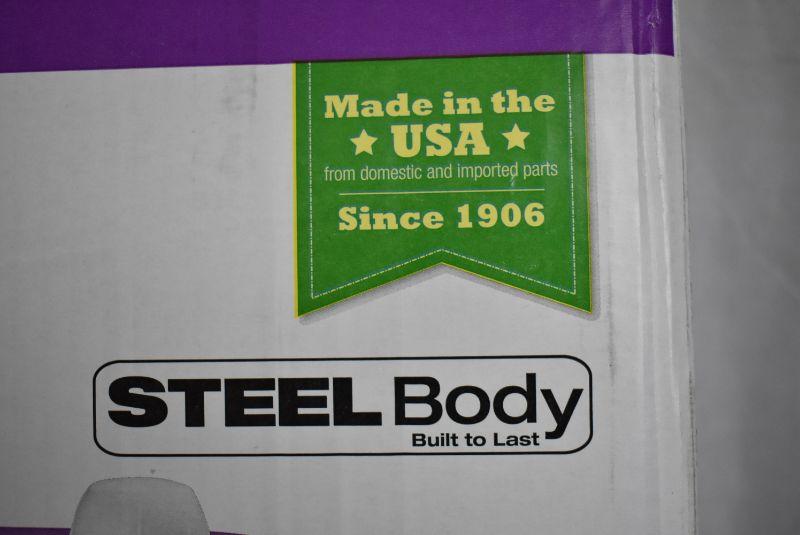 Made in the
USA
from domestic and imported parts
Since 1906
STEEL Body
Built to Last